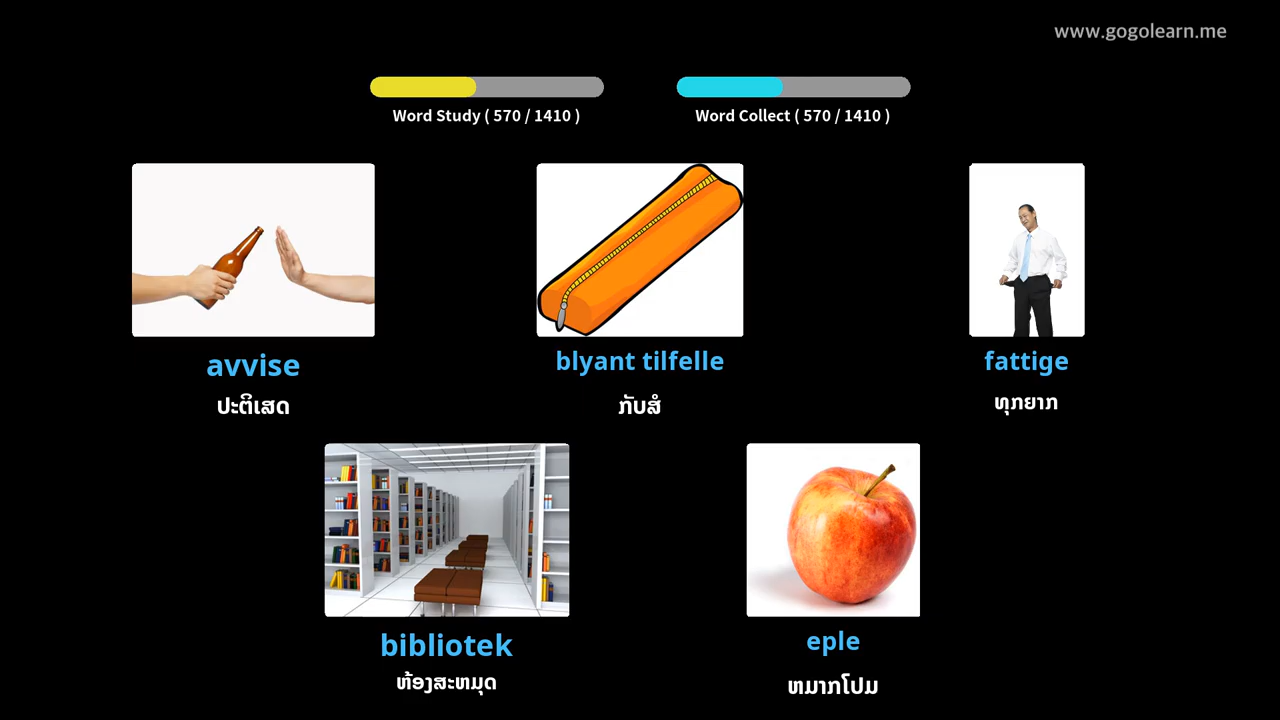 www.gogolearn.me
Word Study ( 570 / 1410 )
Word Collect ( 570 / 1410 )
avvise
blyant tilfelle
fattige
ປະຕິເສດ
ກັບສໍ
ທຸກຍາກ
bibliotek
eple
ຫ້ອງສະຫມຸດ
ຫມາກໂປມ